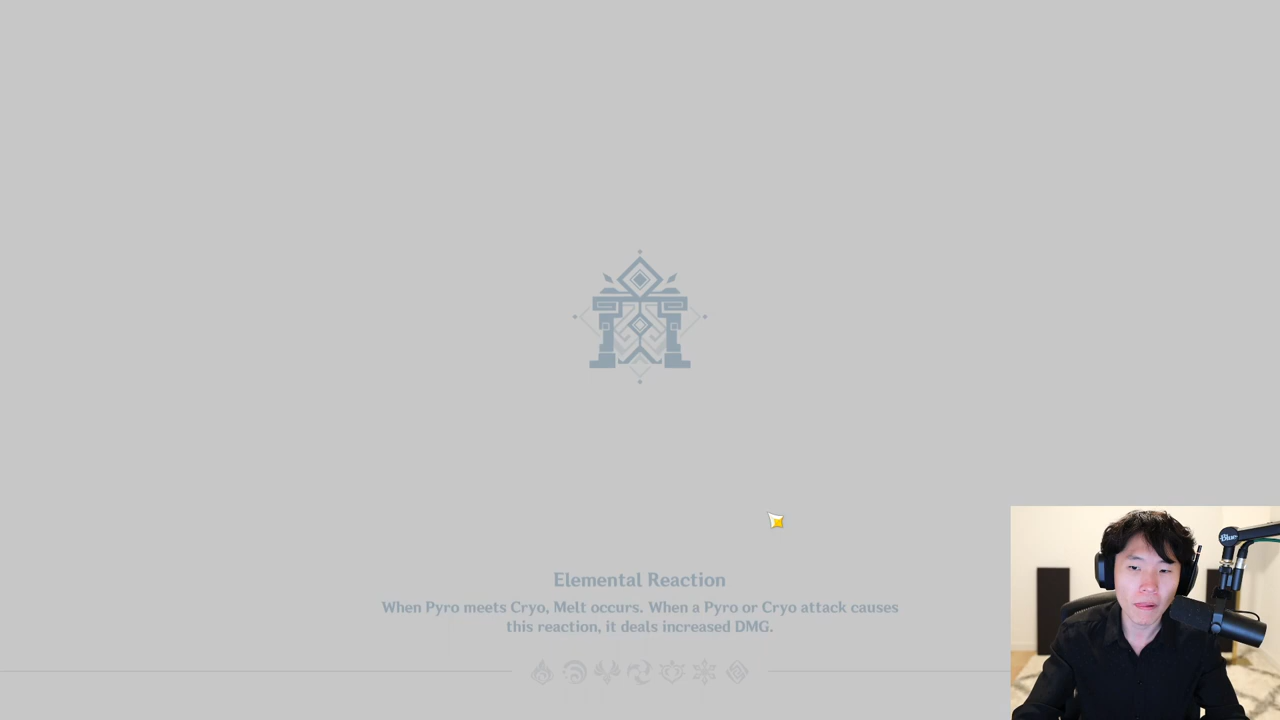 Elemental Reaction
When Pyro meets Cryo, Melt occurs. When a Pyro or Cryo attack causes
this reaction, it deals increased DMG.
Blue